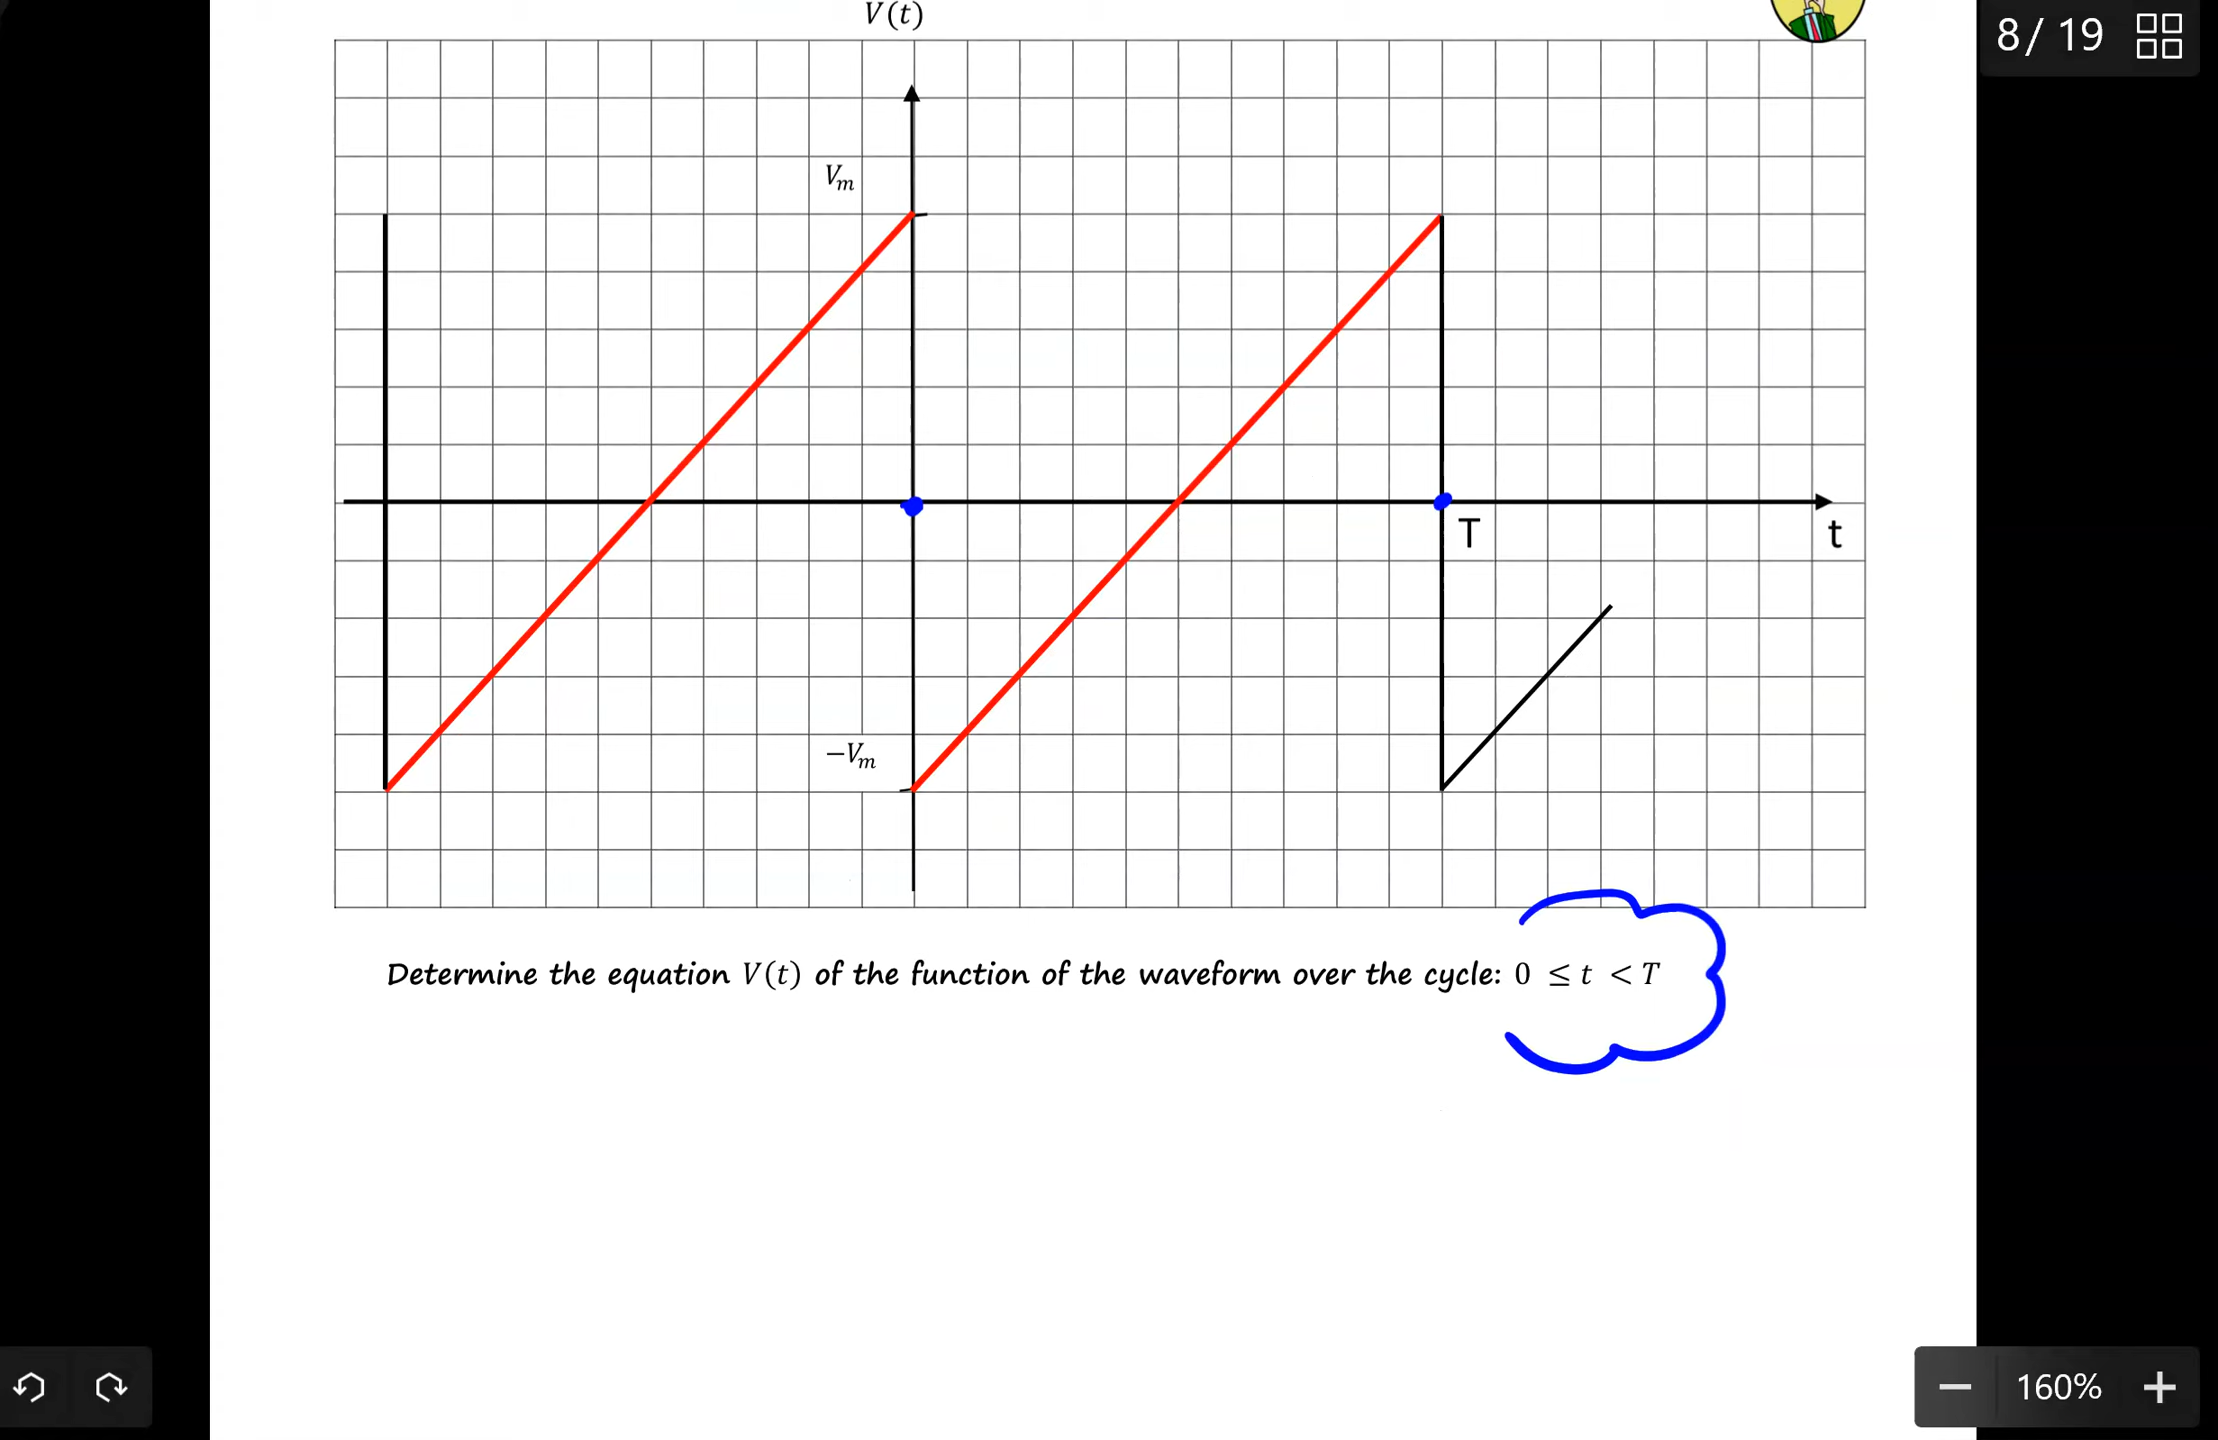 V(t)
8/ 19
Vₘ
T
t
−Vₘ
Determine the equation V(t) of the function of the waveform over the cycle: 0 ≤ t < T
160%